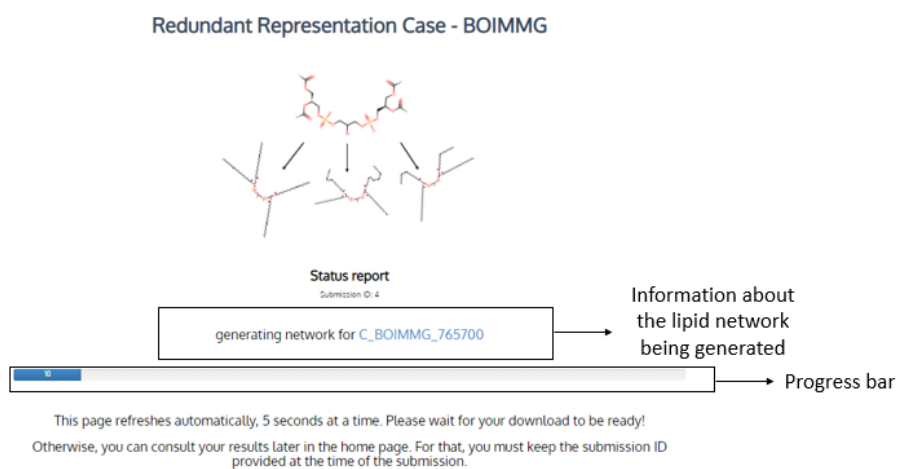 Redundant Representation Case - BOIMMG
Status report
Submission ID: 4
generating network for C_BOIMMG_765700
Information about
the lipid network
being generated
10
Progress bar
This page refreshes automatically, 5 seconds at a time. Please wait for your download to be ready!
Otherwise, you can consult your results later in the home page. For that, you must keep the submission ID
provided at the time of the submission.